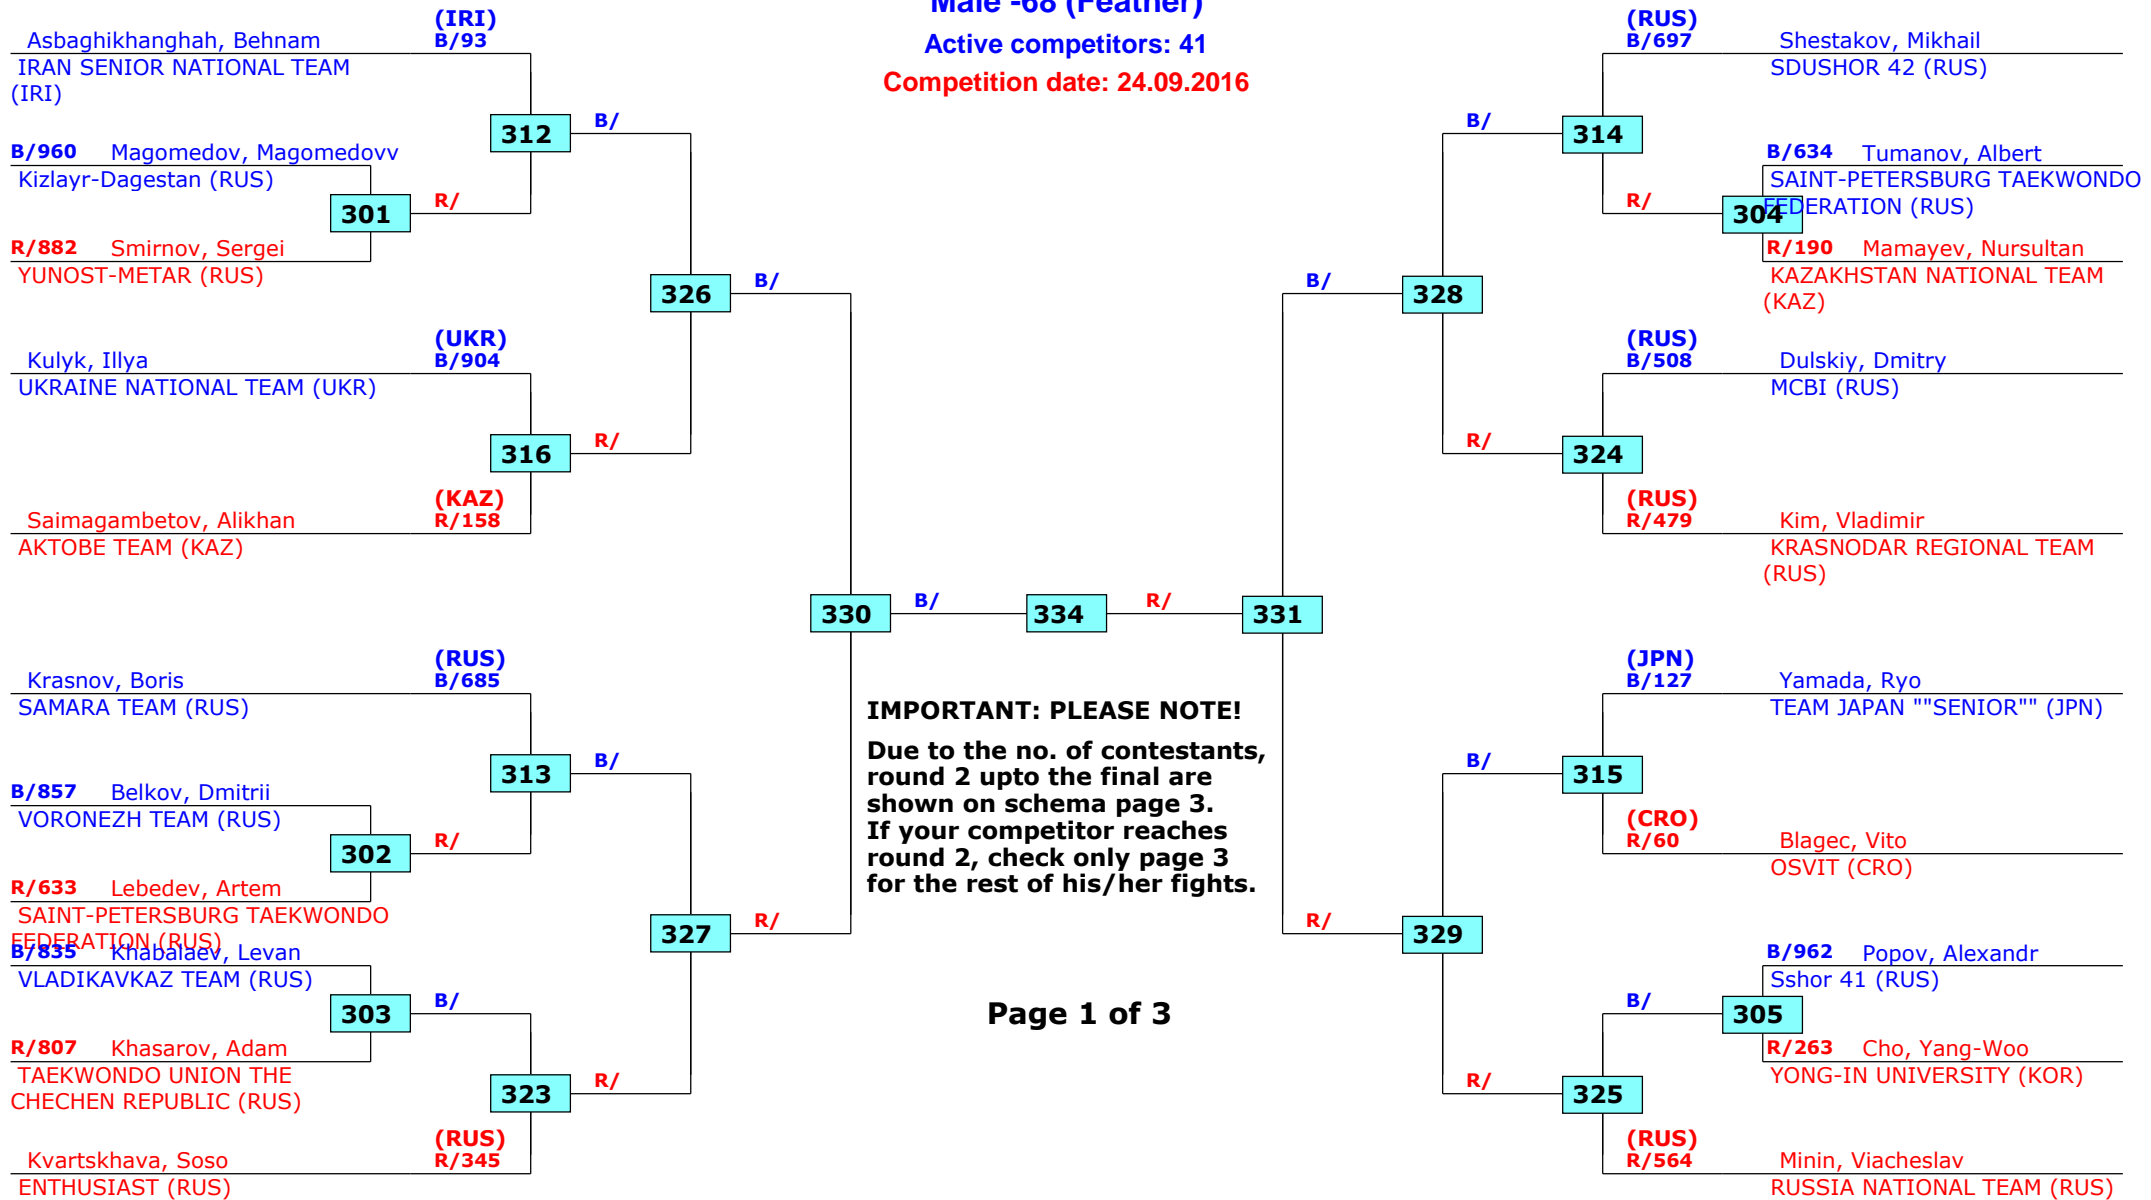 Male -68 (Feather)
Active competitors: 41
Competition date: 24.09.2016
(IRI)
Asbaghikhanghah, Behnam B/93
IRAN SENIOR NATIONAL TEAM
(IRI)
312 B/
B/960 Magomedov, Magomedovv
Kizlayr-Dagestan (RUS)
301 R/
R/882 Smirnov, Sergei
YUNOST-METAR (RUS)
326 B/
(UKR)
Kulyk, Illya B/904
UKRAINE NATIONAL TEAM (UKR)
316 R/
(KAZ)
Saimagambetov, Alikhan R/158
AKTOBE TEAM (KAZ)
330 B/ 334 R/ 331
(RUS)
Krasnov, Boris B/685
SAMARA TEAM (RUS)
313 B/
B/857 Belkov, Dmitrii
VORONEZH TEAM (RUS)
302 R/
R/633 Lebedev, Artem
SAINT-PETERSBURG TAEKWONDO
FEDERATION (RUS)
327 R/
B/835 Khabalaev, Levan
VLADIKAVKAZ TEAM (RUS)
303 B/
R/807 Khasarov, Adam
TAEKWONDO UNION THE
CHECHEN REPUBLIC (RUS)
323 R/
(RUS)
Kvartskhava, Soso R/345
ENTHUSIAST (RUS)
IMPORTANT: PLEASE NOTE!
Due to the no. of contestants,
round 2 upto the final are
shown on schema page 3.
If your competitor reaches
round 2, check only page 3
for the rest of his/her fights.
Page 1 of 3
(RUS)
B/697 Shestakov, Mikhail
SDUSHOR 42 (RUS)
B/ 314
B/634 Tumanov, Albert
SAINT-PETERSBURG TAEKWONDO
FEDERATION (RUS)
R/ 304
R/190 Mamayev, Nursultan
KAZAKHSTAN NATIONAL TEAM
(KAZ)
B/ 328
(RUS)
B/508 Dulskiy, Dmitry
MCBI (RUS)
R/ 324
(RUS)
R/479 Kim, Vladimir
KRASNODAR REGIONAL TEAM
(RUS)
(JPN)
B/127 Yamada, Ryo
TEAM JAPAN ""SENIOR"" (JPN)
B/ 315
(CRO)
R/60 Blagec, Vito
OSVIT (CRO)
R/ 329
B/962 Popov, Alexandr
Sshor 41 (RUS)
B/ 305
R/263 Cho, Yang-Woo
YONG-IN UNIVERSITY (KOR)
R/ 325
(RUS)
R/564 Minin, Viacheslav
RUSSIA NATIONAL TEAM (RUS)